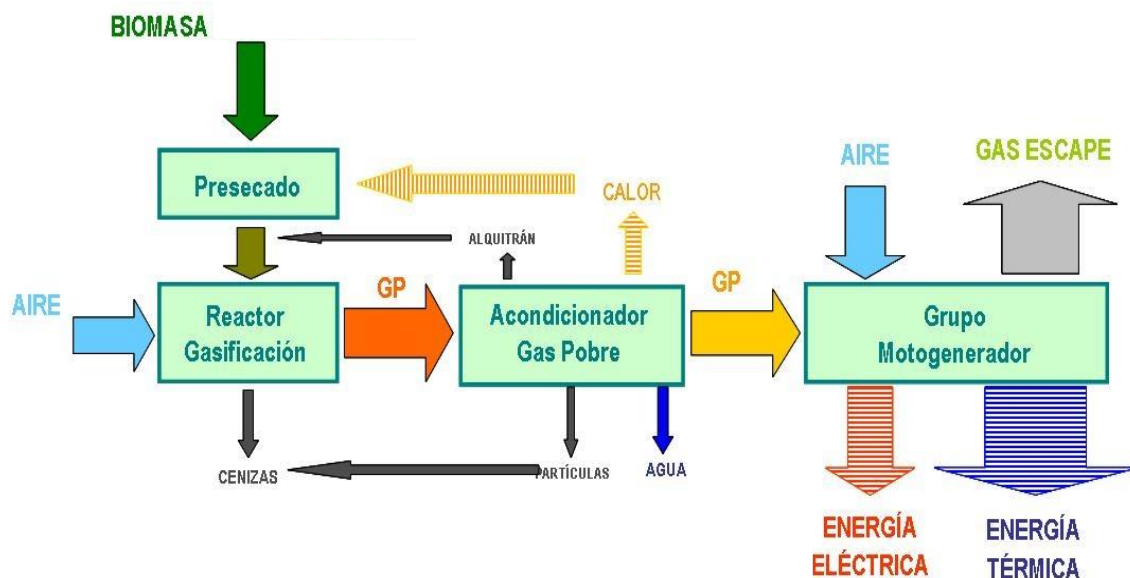 BIOMASA
Presecado
CALOR
AIRE
GAS ESCAPE
ALQUITRÁN
AIRE
Reactor
Gasificación
GP
Acondicionador
Gas Pobre
GP
Grupo
Motogenerador
CENIZAS
PARTÍCULAS
AGUA
ENERGÍA
ELÉCTRICA
ENERGÍA
TÉRMICA